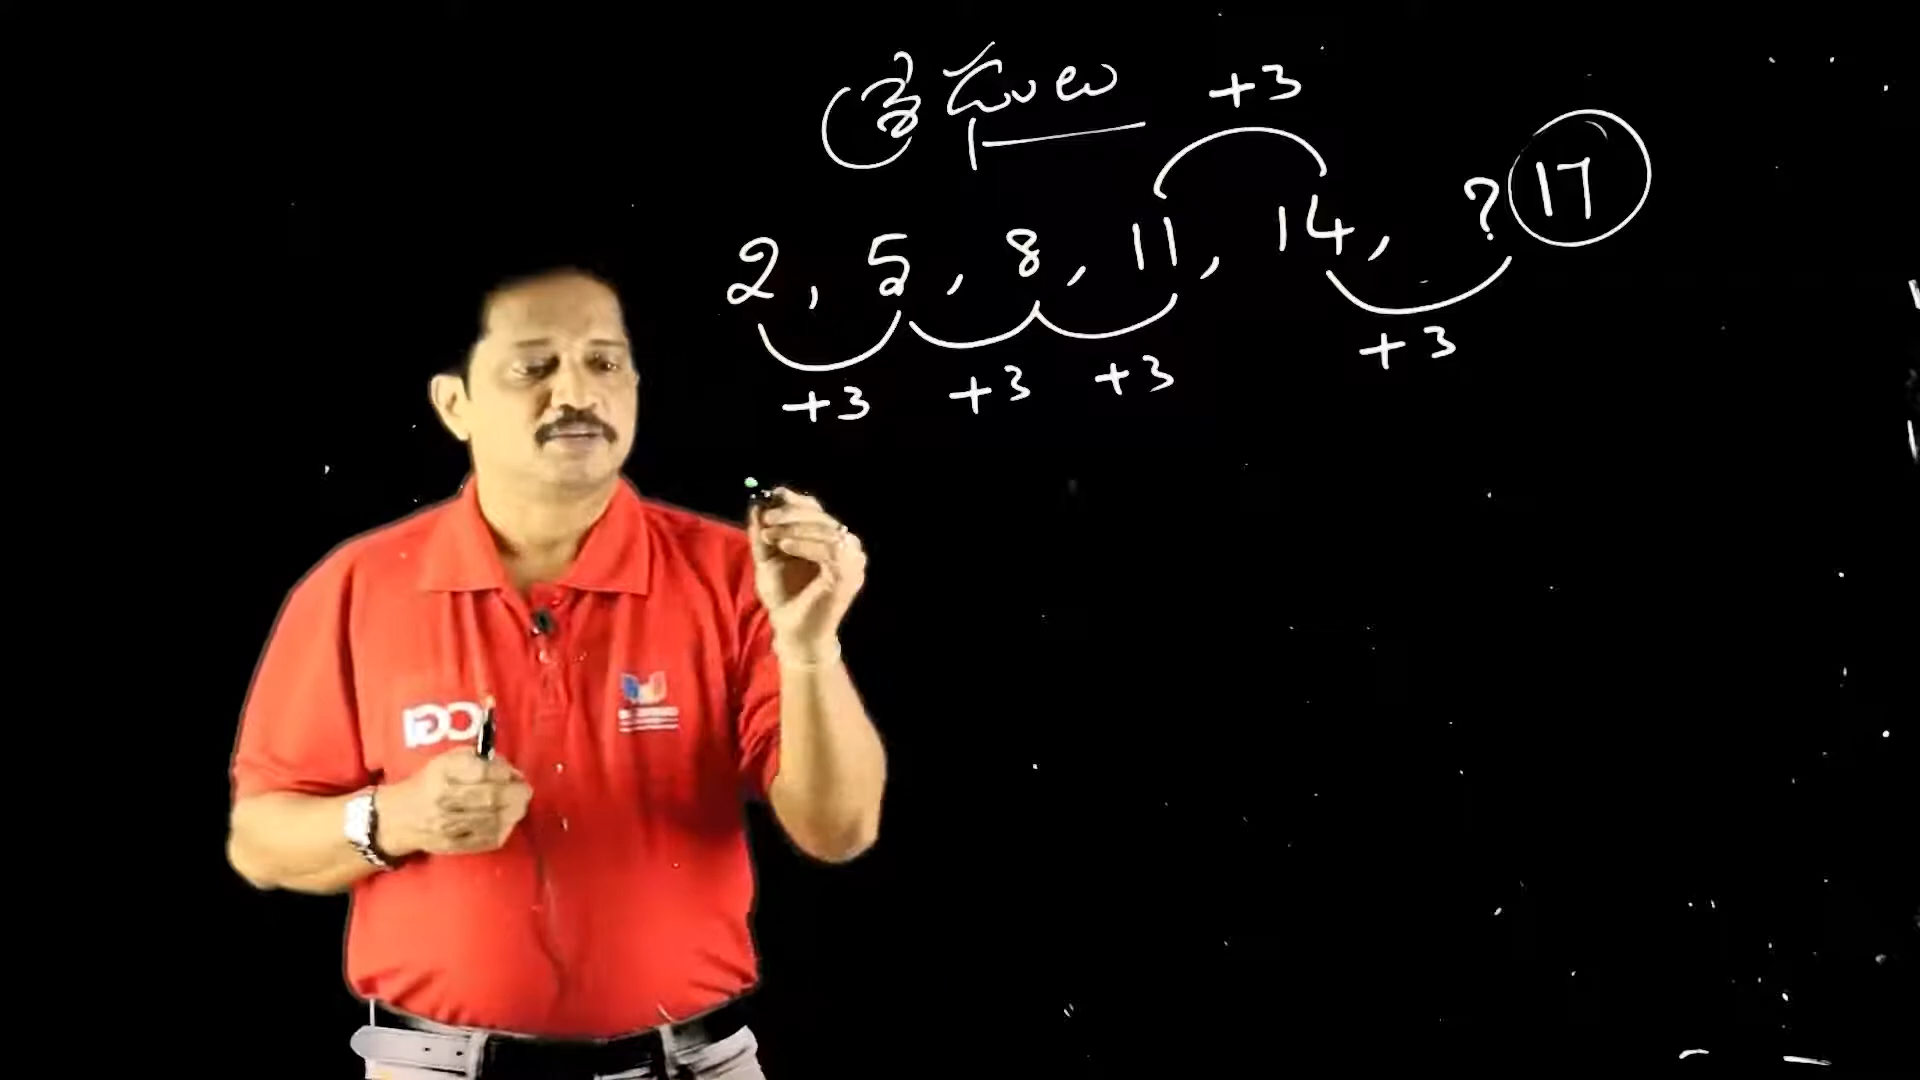 శ్రేఢులు
+3
2, 5, 8, 11, 14, ? 17
+3 +3 +3 +3